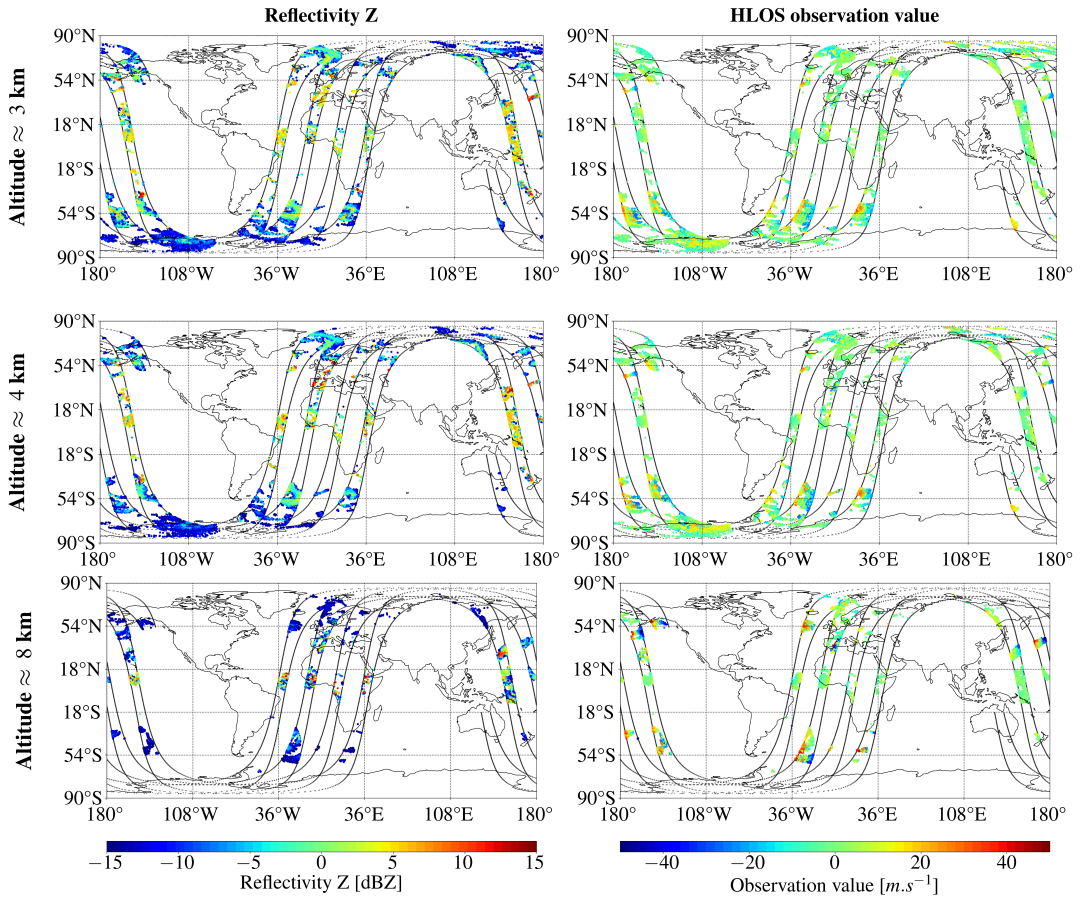 Reflectivity Z
HLOS observation value
Altitude ≈ 3 km
90°N
54°N
18°N
18°S
54°S
90°S
180° 108°W 36°W 36°E 108°E 180°
90°N
54°N
18°N
18°S
54°S
90°S
180° 108°W 36°W 36°E 108°E 180°
Altitude ≈ 4 km
90°N
54°N
18°N
18°S
54°S
90°S
180° 108°W 36°W 36°E 108°E 180°
90°N
54°N
18°N
18°S
54°S
90°S
180° 108°W 36°W 36°E 108°E 180°
Altitude ≈ 8 km
90°N
54°N
18°N
18°S
54°S
90°S
180° 108°W 36°W 36°E 108°E 180°
90°N
54°N
18°N
18°S
54°S
90°S
180° 108°W 36°W 36°E 108°E 180°
−15 −10 −5 0 5 10 15
Reflectivity Z [dBZ]
−40 −20 0 20 40
Observation value [m.s⁻¹]